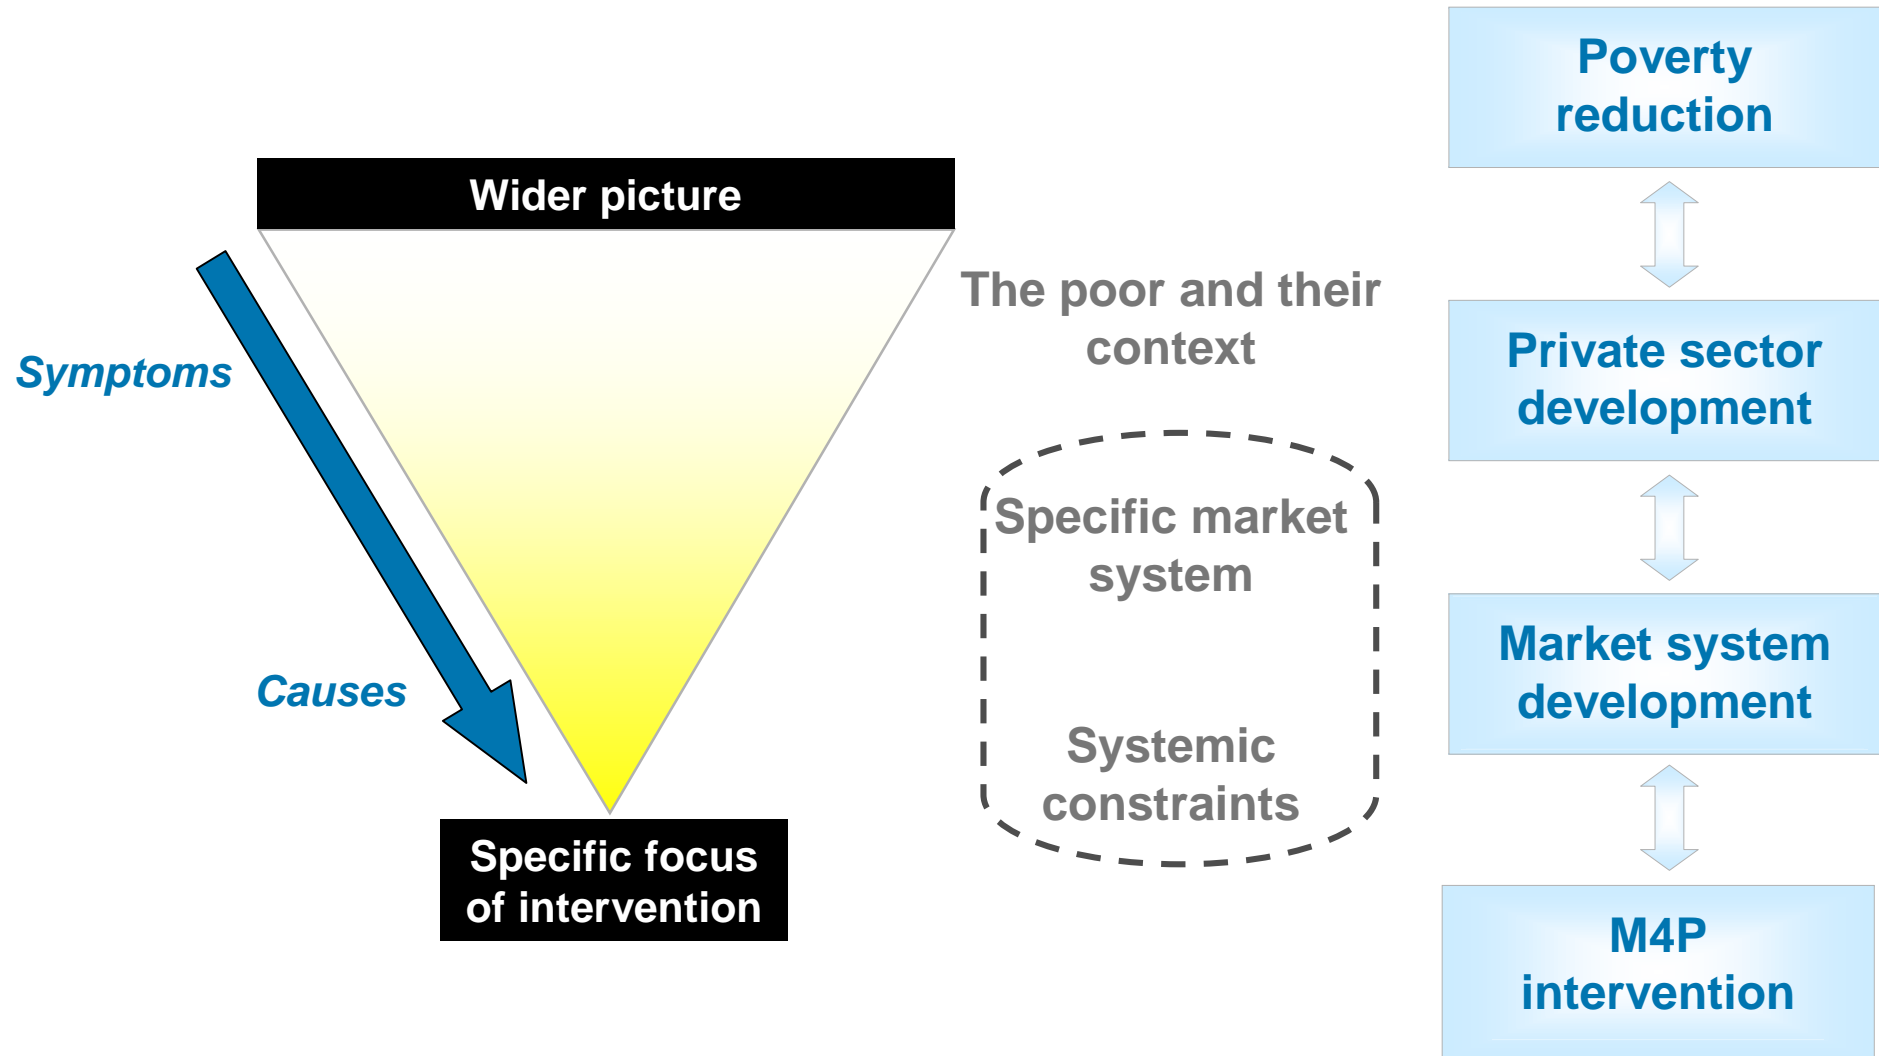 Wider picture
Symptoms
Causes
Specific focus
of intervention
The poor and their
context
Specific market
system
Systemic
constraints
Poverty
reduction
Private sector
development
Market system
development
M4P
intervention